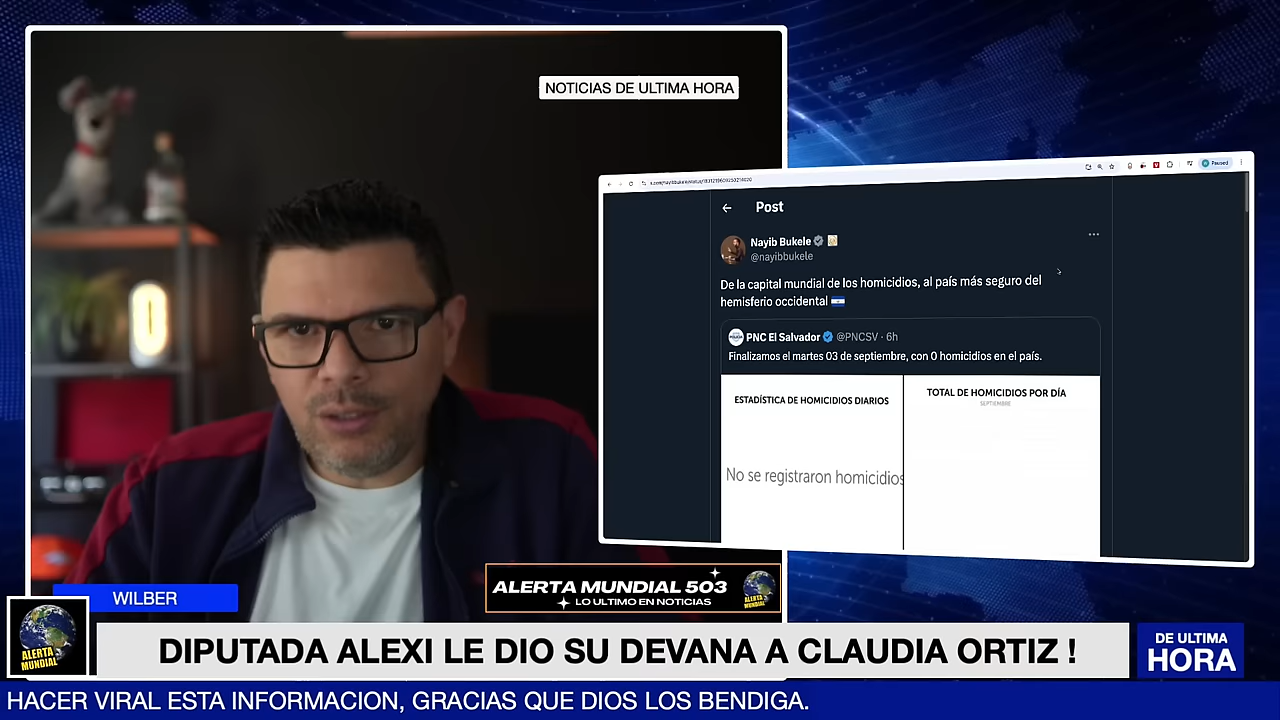 NOTICIAS DE ULTIMA HORA
Paused
Post
Nayib Bukele
@nayibbukele
De la capital mundial de los homicidios, al país más seguro del
hemisferio occidental
PNC El Salvador @PNCSV · 6h
Finalizamos el martes 03 de septiembre, con 0 homicidios en el país.
ESTADÍSTICA DE HOMICIDIOS DIARIOS
No se registraron homicidios
TOTAL DE HOMICIDIOS POR DÍA
SEPTIEMBRE
ALERTA MUNDIAL 503
LO ULTIMO EN NOTICIAS
ALERTA
MUNDIAL
WILBER
ALERTA
MUNDIAL
DIPUTADA ALEXI LE DIO SU DEVANA A CLAUDIA ORTIZ !
DE ULTIMA
HORA
HACER VIRAL ESTA INFORMACION, GRACIAS QUE DIOS LOS BENDIGA.